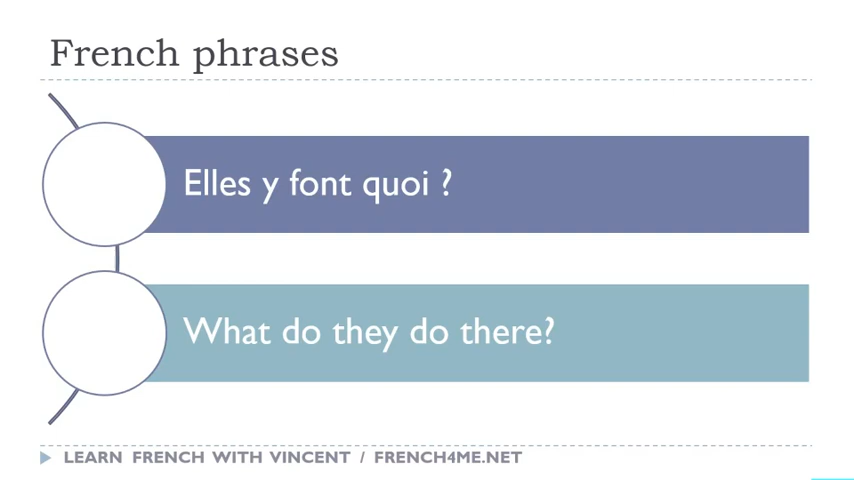 French phrases
Elles y font quoi ?
What do they do there?
LEARN FRENCH WITH VINCENT / FRENCH4ME.NET